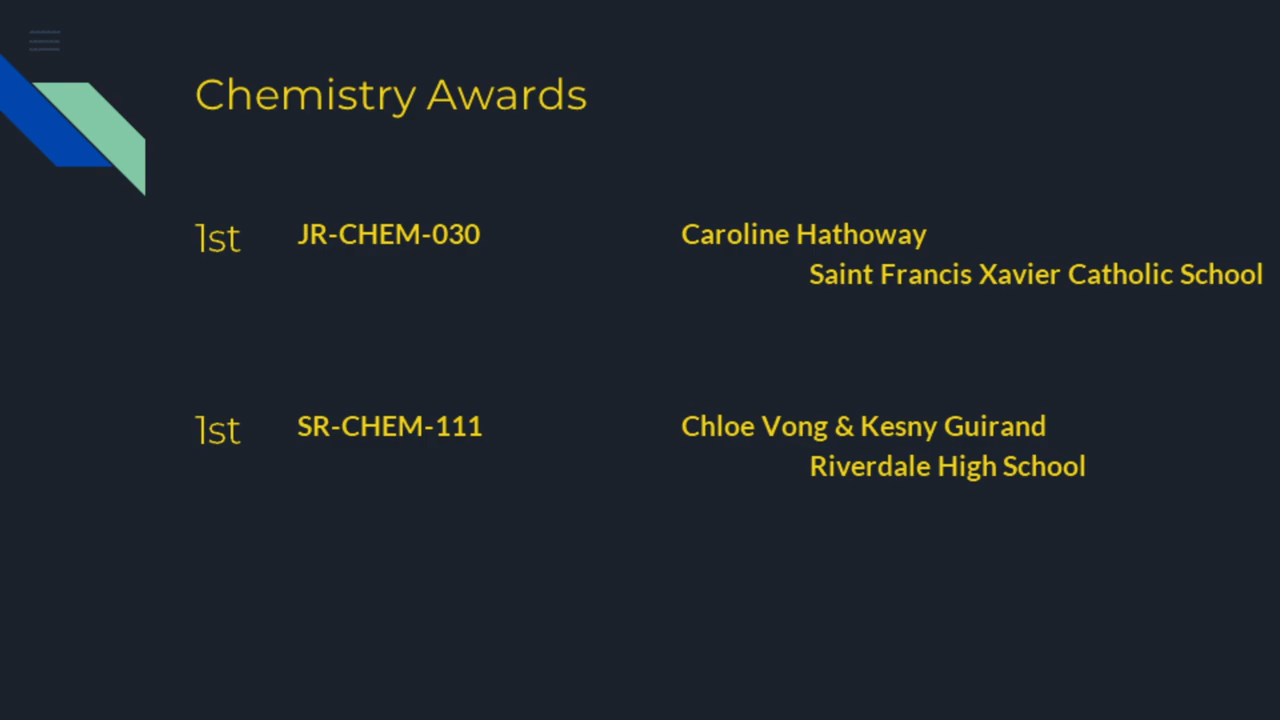 Chemistry Awards
1st JR-CHEM-030 Caroline Hathoway
Saint Francis Xavier Catholic School
1st SR-CHEM-111 Chloe Vong & Kesny Guirand
Riverdale High School